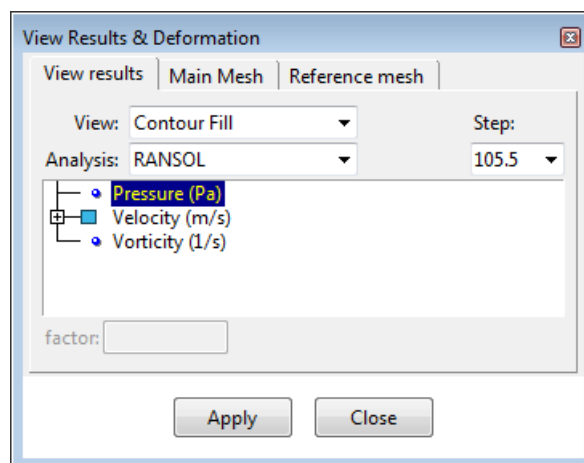 View Results & Deformation
View results Main Mesh Reference mesh
View: Contour Fill Step:
Analysis: RANSOL 105.5
Pressure (Pa)
Velocity (m/s)
Vorticity (1/s)
factor:
Apply Close